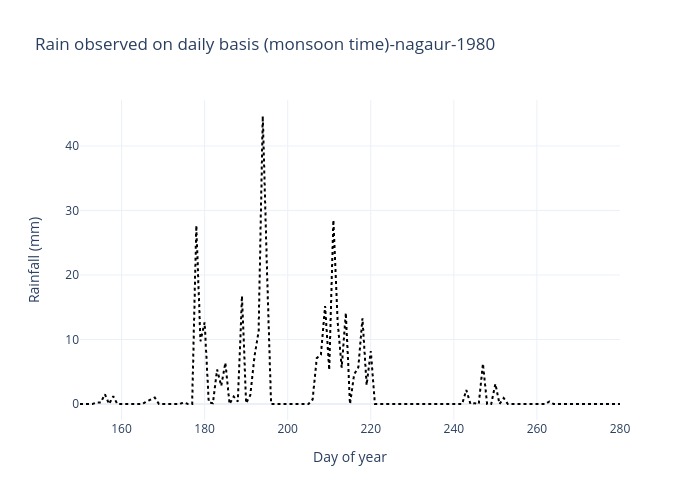 Rain observed on daily basis (monsoon time)-nagaur-1980
Rainfall (mm)
40
30
20
10
0
160 180 200 220 240 260 280
Day of year